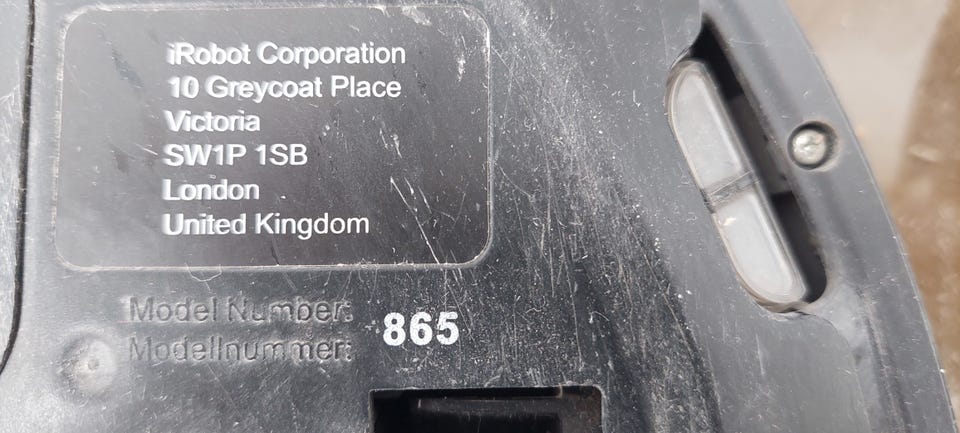 iRobot Corporation
10 Greycoat Place
Victoria
SW1P 1SB
London
United Kingdom
Model Number:
865
Modellnummer: